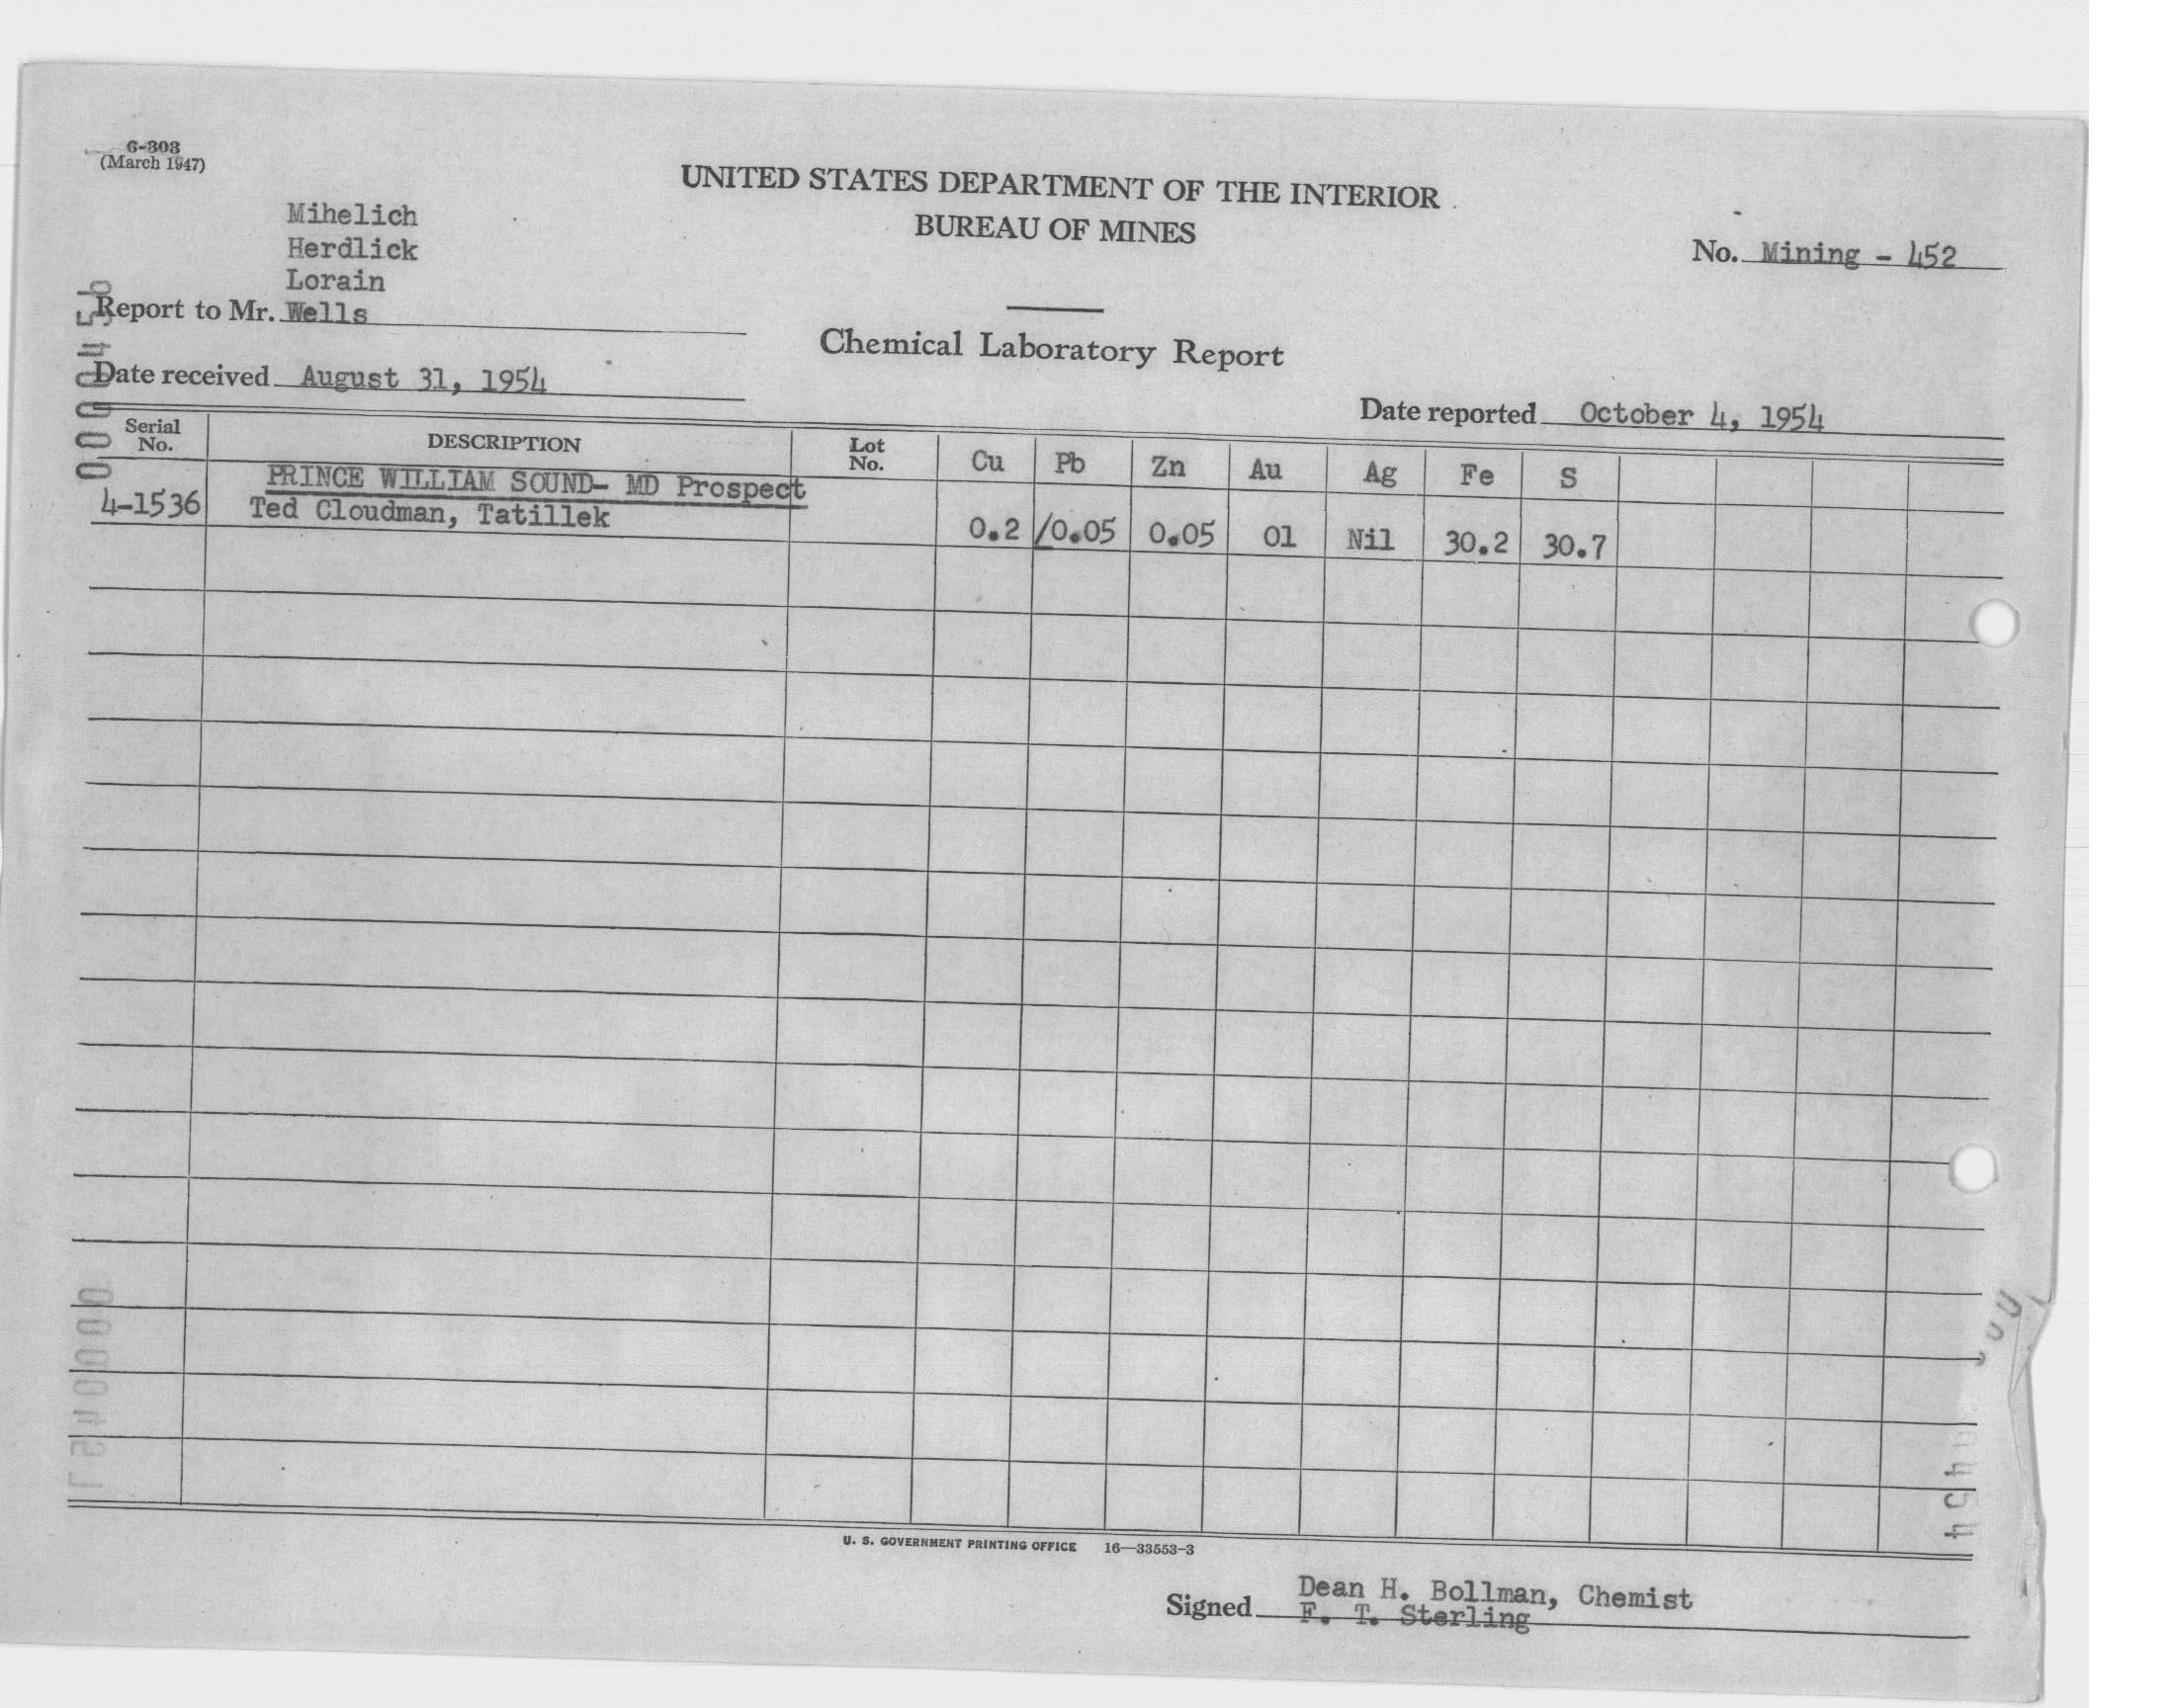 6-303
(March 1947)
UNITED STATES DEPARTMENT OF THE INTERIOR
BUREAU OF MINES
No. Mining - 452
Mihelich
Herdlick
Lorain
Report to Mr. Wells
Chemical Laboratory Report
Date received August 31, 1954
Date reported October 4, 1954
Serial No. DESCRIPTION Lot No. Cu Pb Zn Au Ag Fe S
PRINCE WILLIAM SOUND- MD Prospect
4-1536 Ted Cloudman, Tatillek 0.2 /0.05 0.05 01 Nil 30.2 30.7
U. S. GOVERNMENT PRINTING OFFICE 16—33553-3
Signed Dean H. Bollman, Chemist
F. T. Sterling